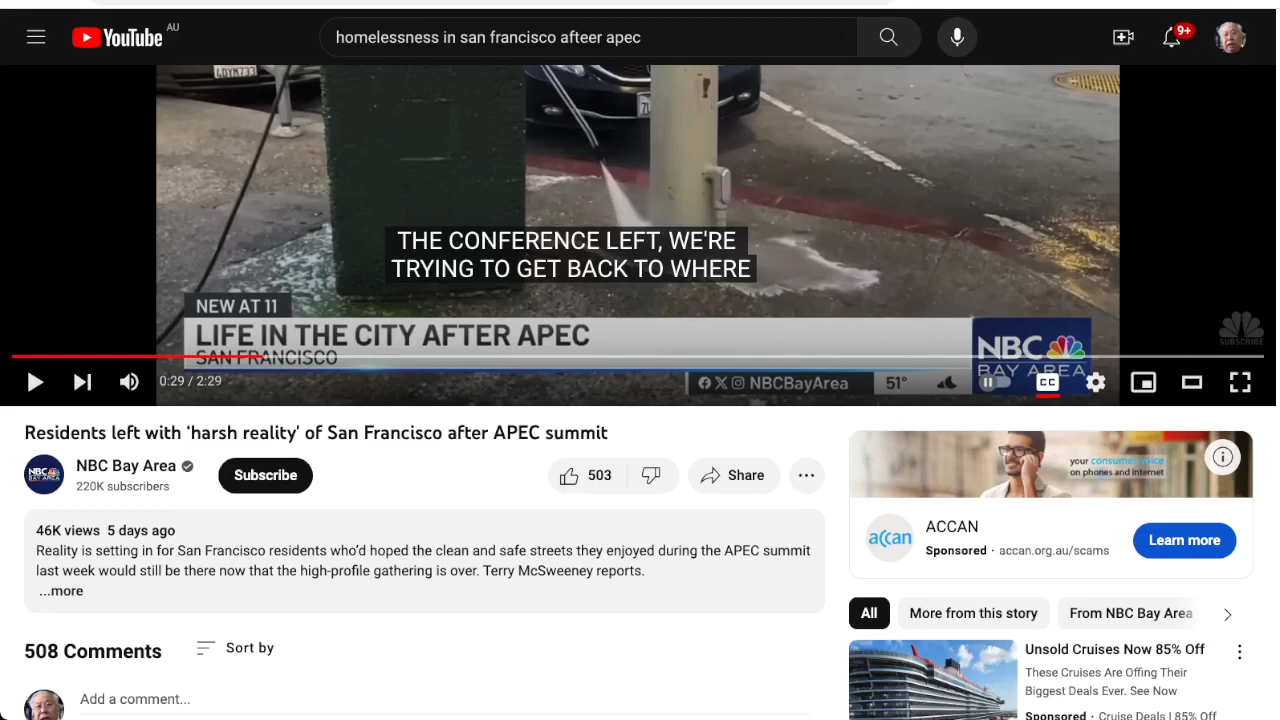 YouTube
AU
homelessness in san francisco afteer apec
9+
THE CONFERENCE LEFT, WE'RE
TRYING TO GET BACK TO WHERE
NEW AT 11
LIFE IN THE CITY AFTER APEC
SAN FRANCISCO
NBC
BAY AREA
SUBSCRIBE
0:29 / 2:29
NBCBayArea
51°
CC
Residents left with ‘harsh reality’ of San Francisco after APEC summit
NBC Bay Area
220K subscribers
Subscribe
503
Share
46K views 5 days ago
Reality is setting in for San Francisco residents who’d hoped the clean and safe streets they enjoyed during the APEC summit
last week would still be there now that the high-profile gathering is over. Terry McSweeney reports.
...more
508 Comments
Sort by
Add a comment...
your consumer voice
on phones and internet
accan
ACCAN
Sponsored · accan.org.au/scams
Learn more
All
More from this story
From NBC Bay Area
Unsold Cruises Now 85% Off
These Cruises Are Offing Their
Biggest Deals Ever. See Now
Sponsored · Cruise Deals | 85% Off